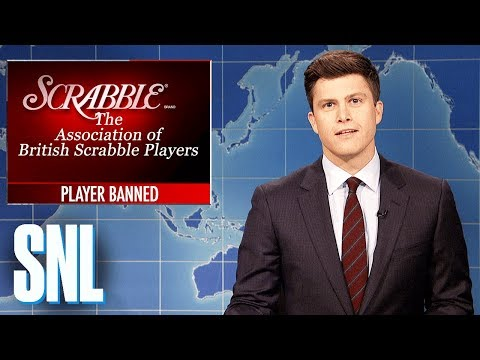 SCRABBLE® BRAND
The
Association of
British Scrabble Players
PLAYER BANNED
SNL